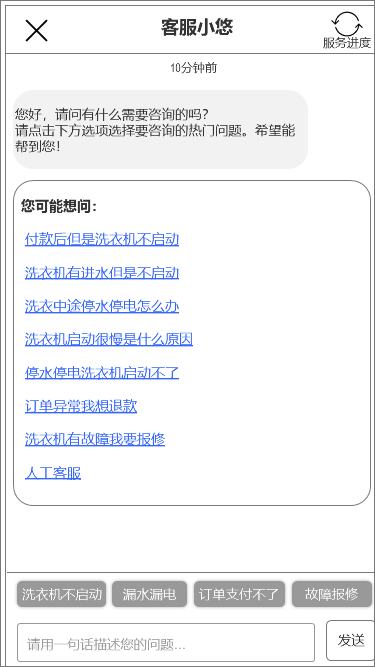 客服小悠
服务进度
10分钟前
您好，请问有什么需要咨询的吗？
请点击下方选项选择要咨询的热门问题。希望能
帮到您！
您可能想问：
付款后但是洗衣机不启动
洗衣机有进水但是不启动
洗衣中途停水停电怎么办
洗衣机启动很慢是什么原因
停水停电洗衣机启动不了
订单异常我想退款
洗衣机有故障我要报修
人工客服
洗衣机不启动 漏水漏电 订单支付不了 故障报修
请用一句话描述您的问题... 发送